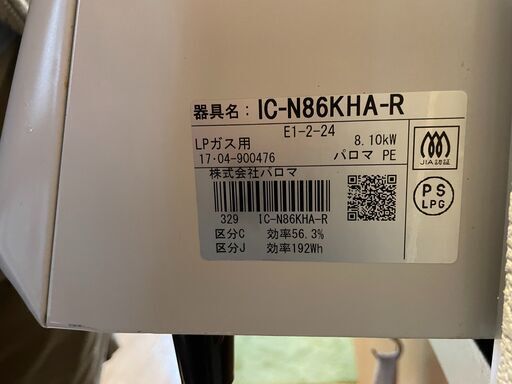 器具名：IC-N86KHA-R
E1-2-24
LPガス用 8.10kW
17・04-900476 パロマ PE
株式会社パロマ
329 IC-N86KHA-R
区分C 効率56.3%
区分J 効率192Wh
JIA認証
PS
LPG